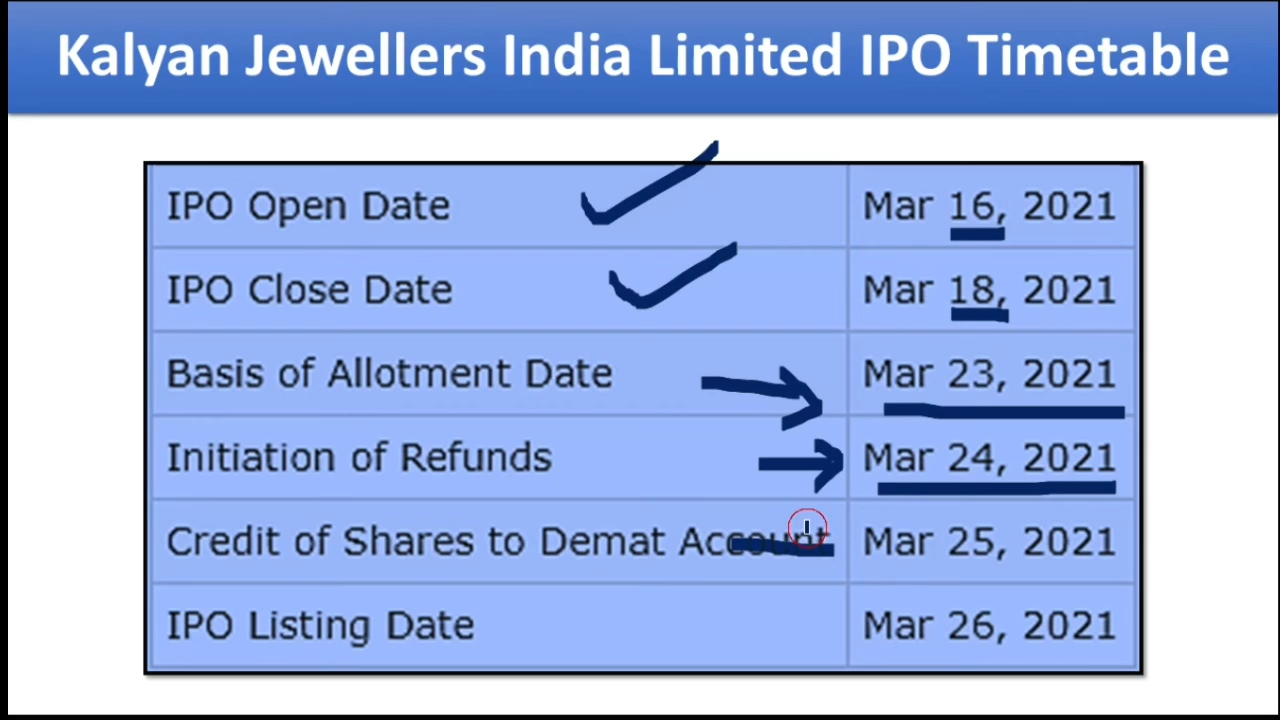 Kalyan Jewellers India Limited IPO Timetable
IPO Open Date Mar 16, 2021
IPO Close Date Mar 18, 2021
Basis of Allotment Date Mar 23, 2021
Initiation of Refunds Mar 24, 2021
Credit of Shares to Demat Account Mar 25, 2021
IPO Listing Date Mar 26, 2021